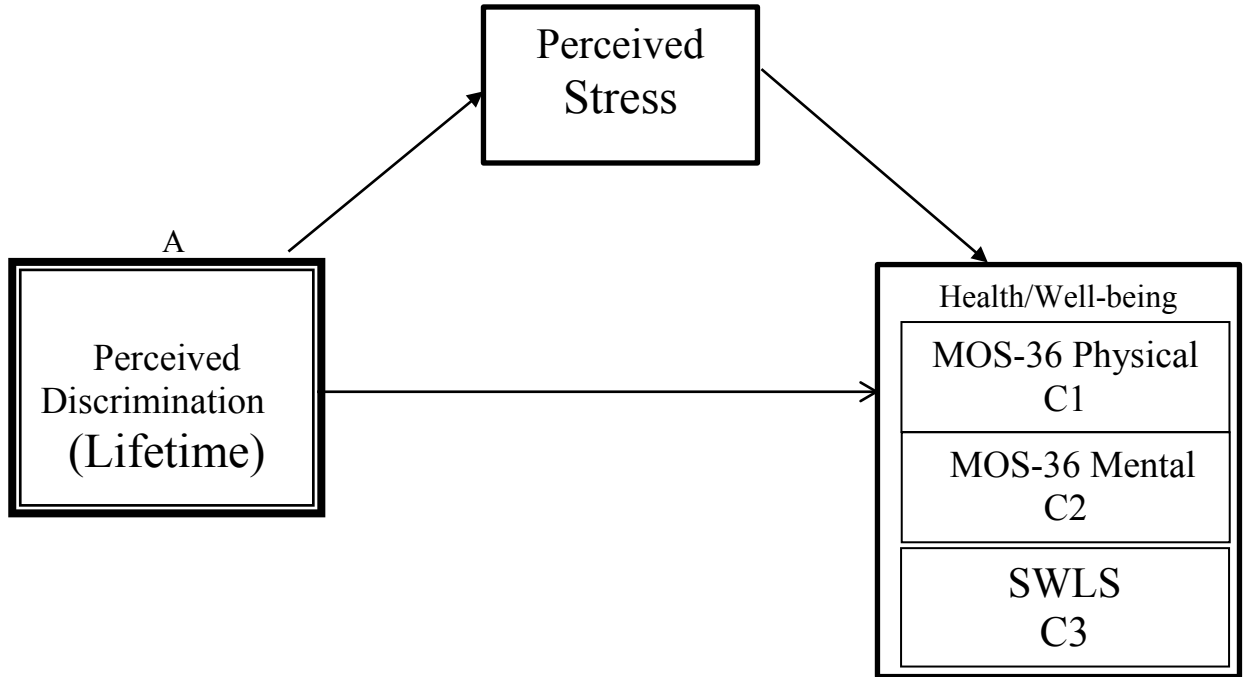 Perceived
Stress
A
Perceived
Discrimination
(Lifetime)
Health/Well-being
MOS-36 Physical
C1
MOS-36 Mental
C2
SWLS
C3